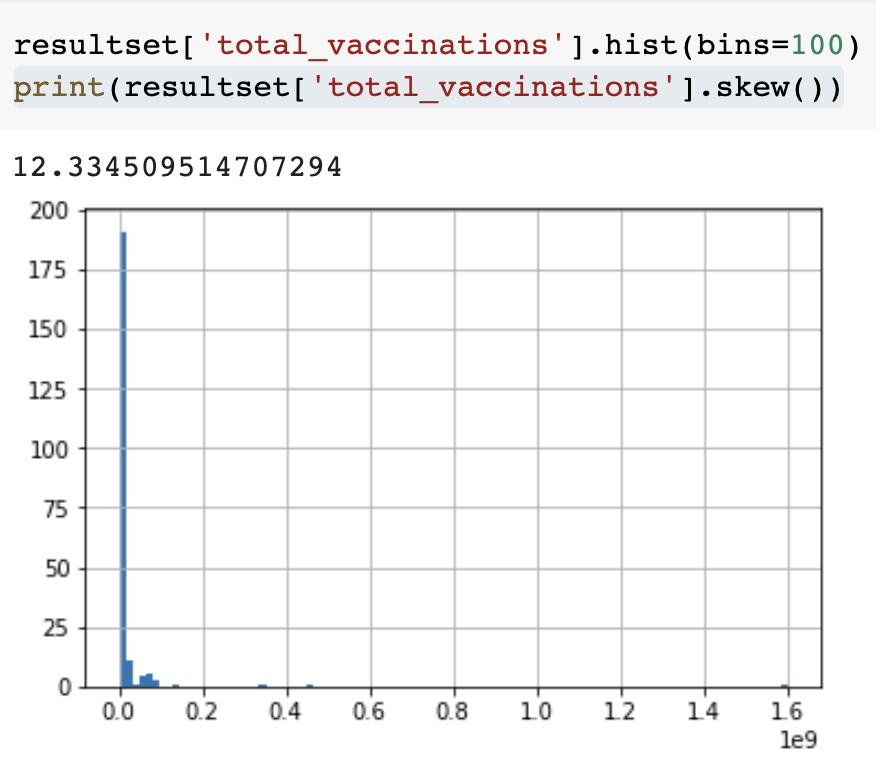 resultset['total_vaccinations'].hist(bins=100)
print(resultset['total_vaccinations'].skew())
12.334509514707294
200
175
150
125
100
75
50
25
0
0.0 0.2 0.4 0.6 0.8 1.0 1.2 1.4 1.6
1e9